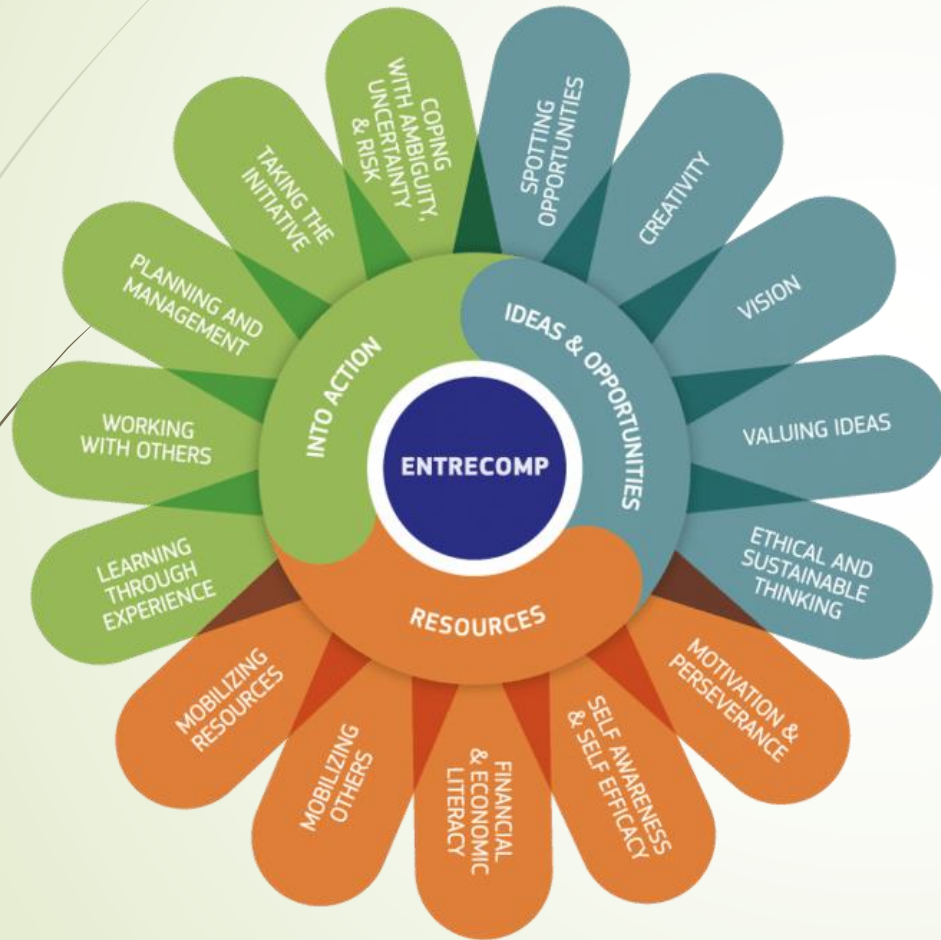 ENTRECOMP
IDEAS & OPPORTUNITIES
RESOURCES
INTO ACTION
SPOTTING
OPPORTUNITIES
CREATIVITY
VISION
VALUING IDEAS
ETHICAL AND
SUSTAINABLE
THINKING
MOTIVATION &
PERSEVERANCE
SELF AWARENESS
& SELF EFFICACY
FINANCIAL
& ECONOMIC
LITERACY
MOBILIZING
OTHERS
MOBILIZING
RESOURCES
LEARNING
THROUGH
EXPERIENCE
WORKING
WITH OTHERS
PLANNING AND
MANAGEMENT
TAKING THE
INITIATIVE
COPING
WITH AMBIGUITY,
UNCERTAINTY
& RISK